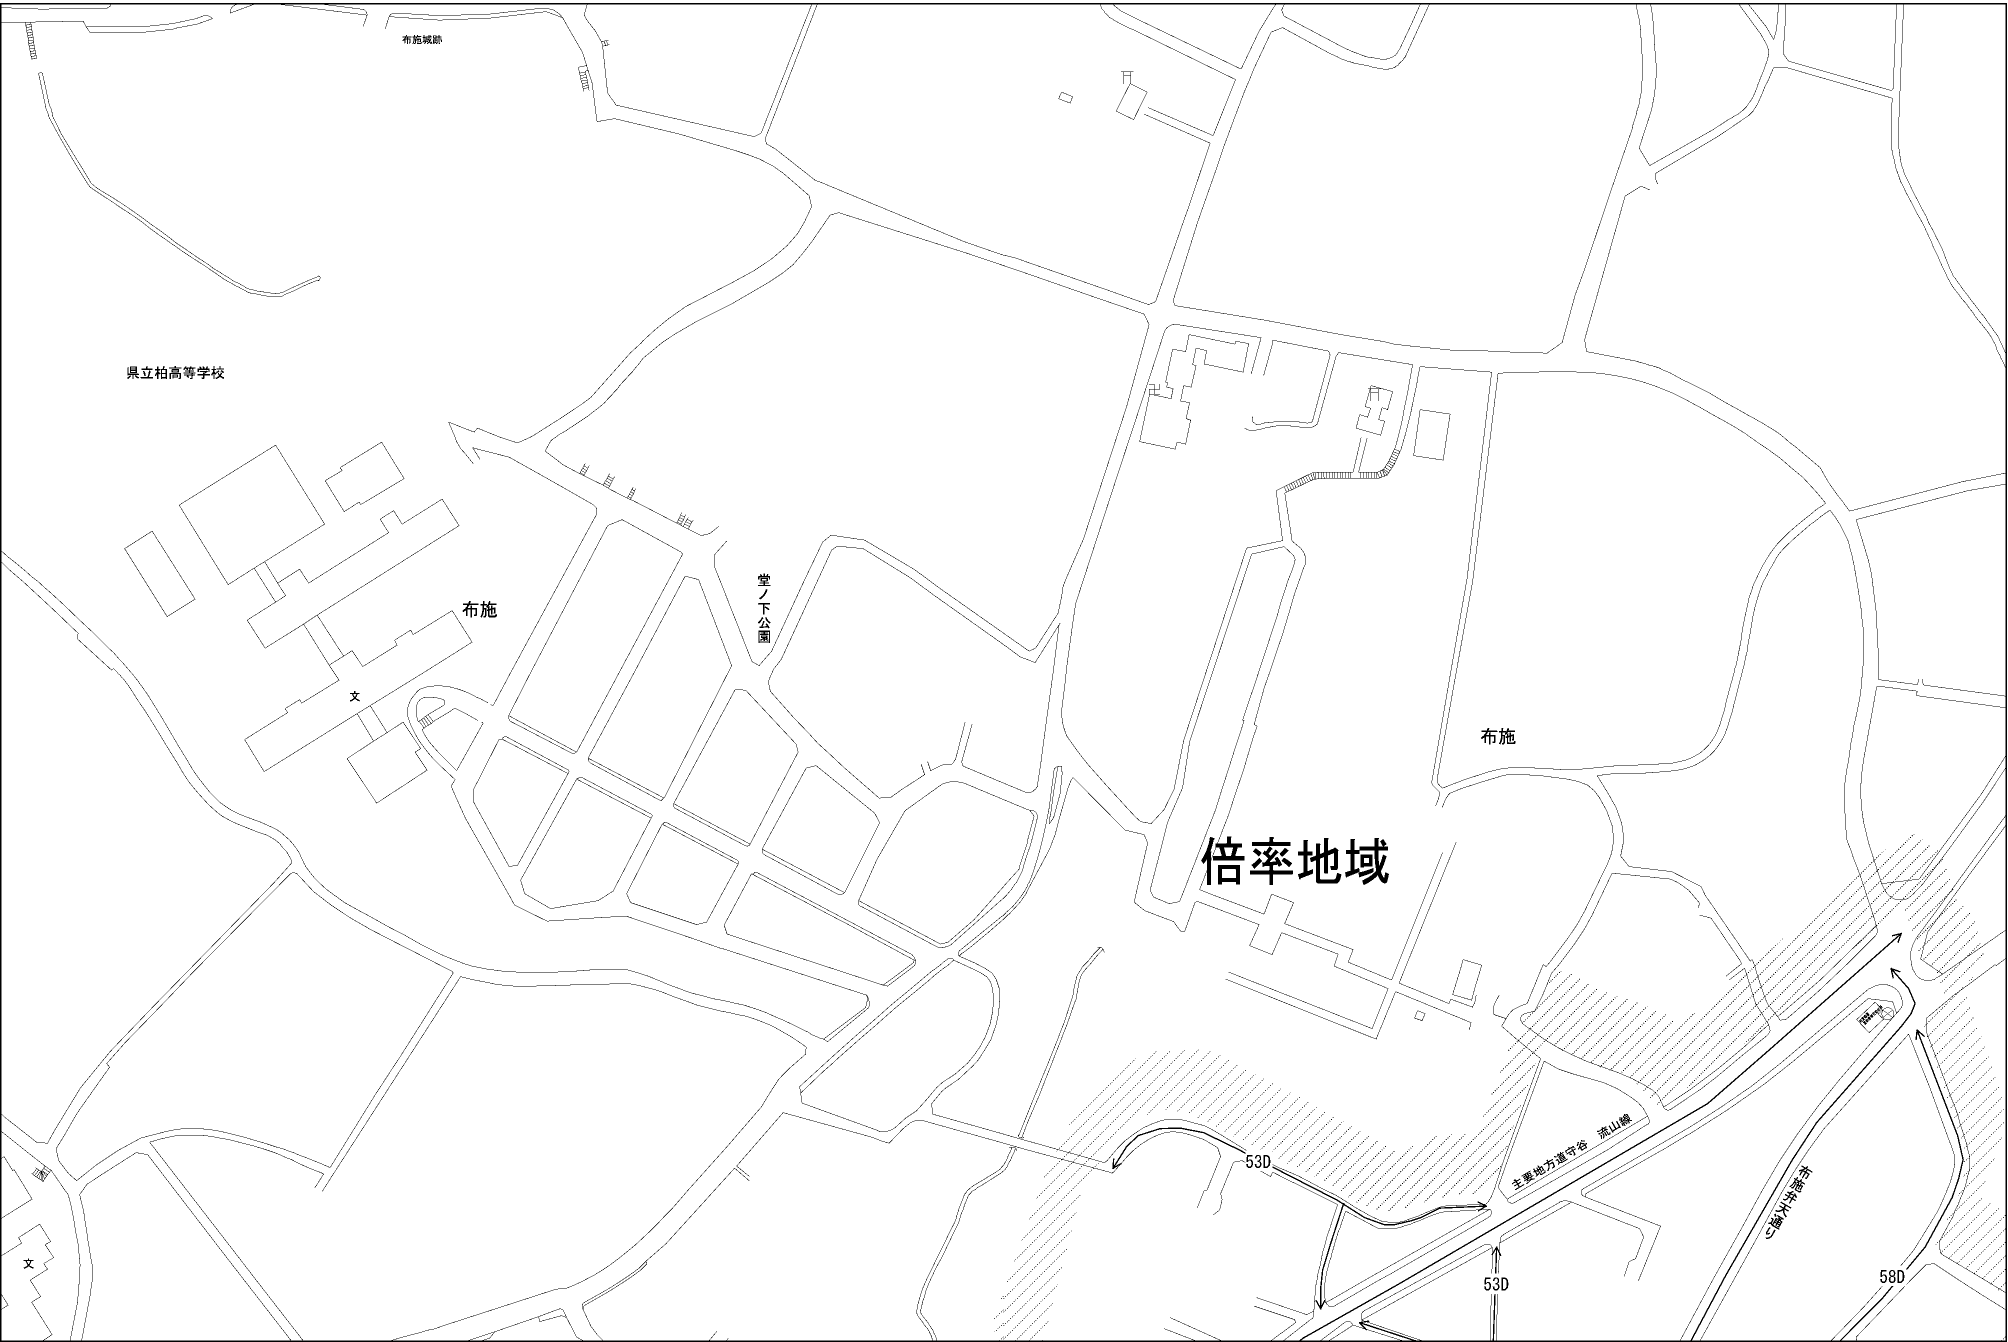 布施城跡
県立柏高等学校
布施
堂ノ下公園
文
布施
倍率地域
主要地方道守谷　流山線
53D
布施弁天通り
文
53D
58D